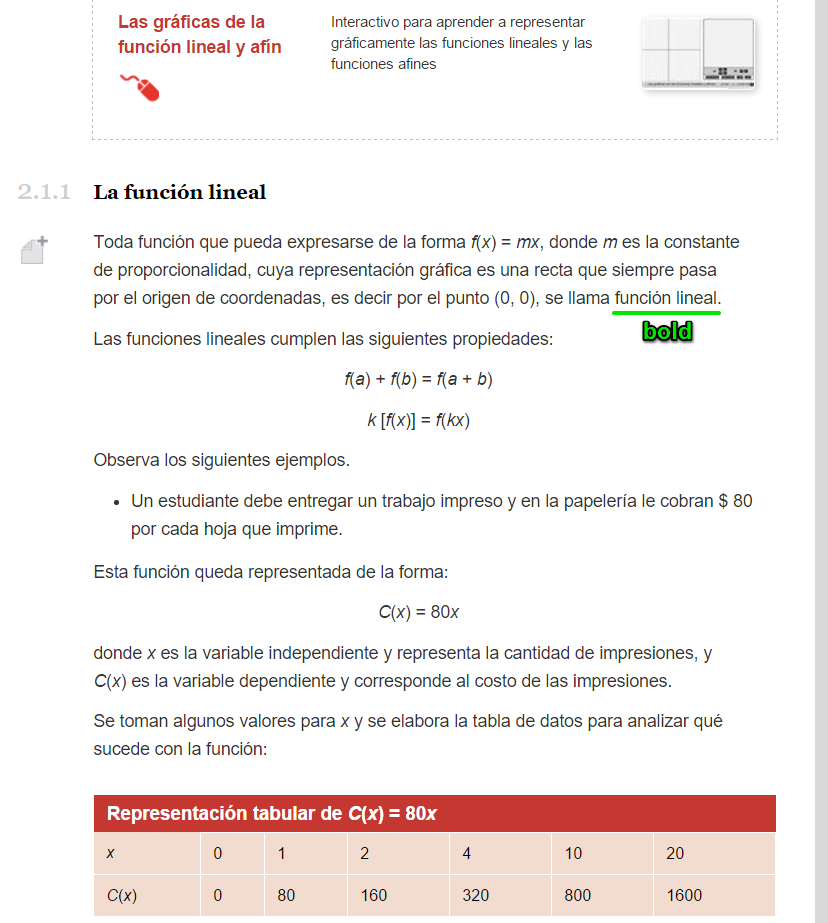 Las gráficas de la
función lineal y afín
Interactivo para aprender a representar
gráficamente las funciones lineales y las
funciones afines
2.1.1 La función lineal
Toda función que pueda expresarse de la forma f(x) = mx, donde m es la constante
de proporcionalidad, cuya representación gráfica es una recta que siempre pasa
por el origen de coordenadas, es decir por el punto (0, 0), se llama función lineal.
bold
Las funciones lineales cumplen las siguientes propiedades:
f(a) + f(b) = f(a + b)
k [f(x)] = f(kx)
Observa los siguientes ejemplos.
• Un estudiante debe entregar un trabajo impreso y en la papelería le cobran $ 80
por cada hoja que imprime.
Esta función queda representada de la forma:
C(x) = 80x
donde x es la variable independiente y representa la cantidad de impresiones, y
C(x) es la variable dependiente y corresponde al costo de las impresiones.
Se toman algunos valores para x y se elabora la tabla de datos para analizar qué
sucede con la función:
Representación tabular de C(x) = 80x
x 0 1 2 4 10 20
C(x) 0 80 160 320 800 1600